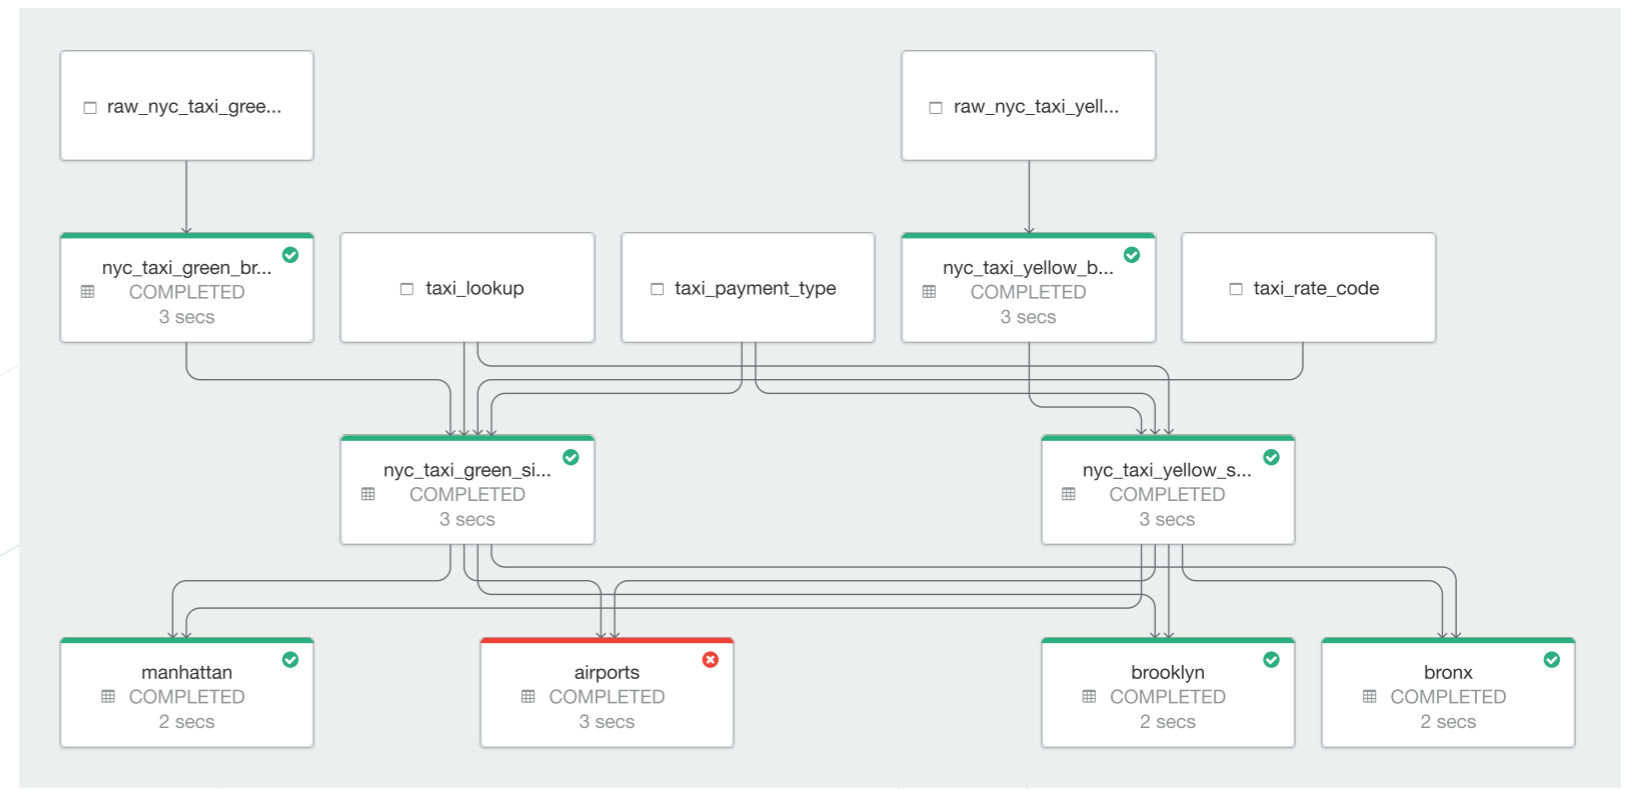 raw_nyc_taxi_gree...
raw_nyc_taxi_yell...
nyc_taxi_green_br...
COMPLETED
3 secs
taxi_lookup
taxi_payment_type
nyc_taxi_yellow_b...
COMPLETED
3 secs
taxi_rate_code
nyc_taxi_green_si...
COMPLETED
3 secs
nyc_taxi_yellow_s...
COMPLETED
3 secs
manhattan
COMPLETED
2 secs
airports
COMPLETED
3 secs
brooklyn
COMPLETED
2 secs
bronx
COMPLETED
2 secs